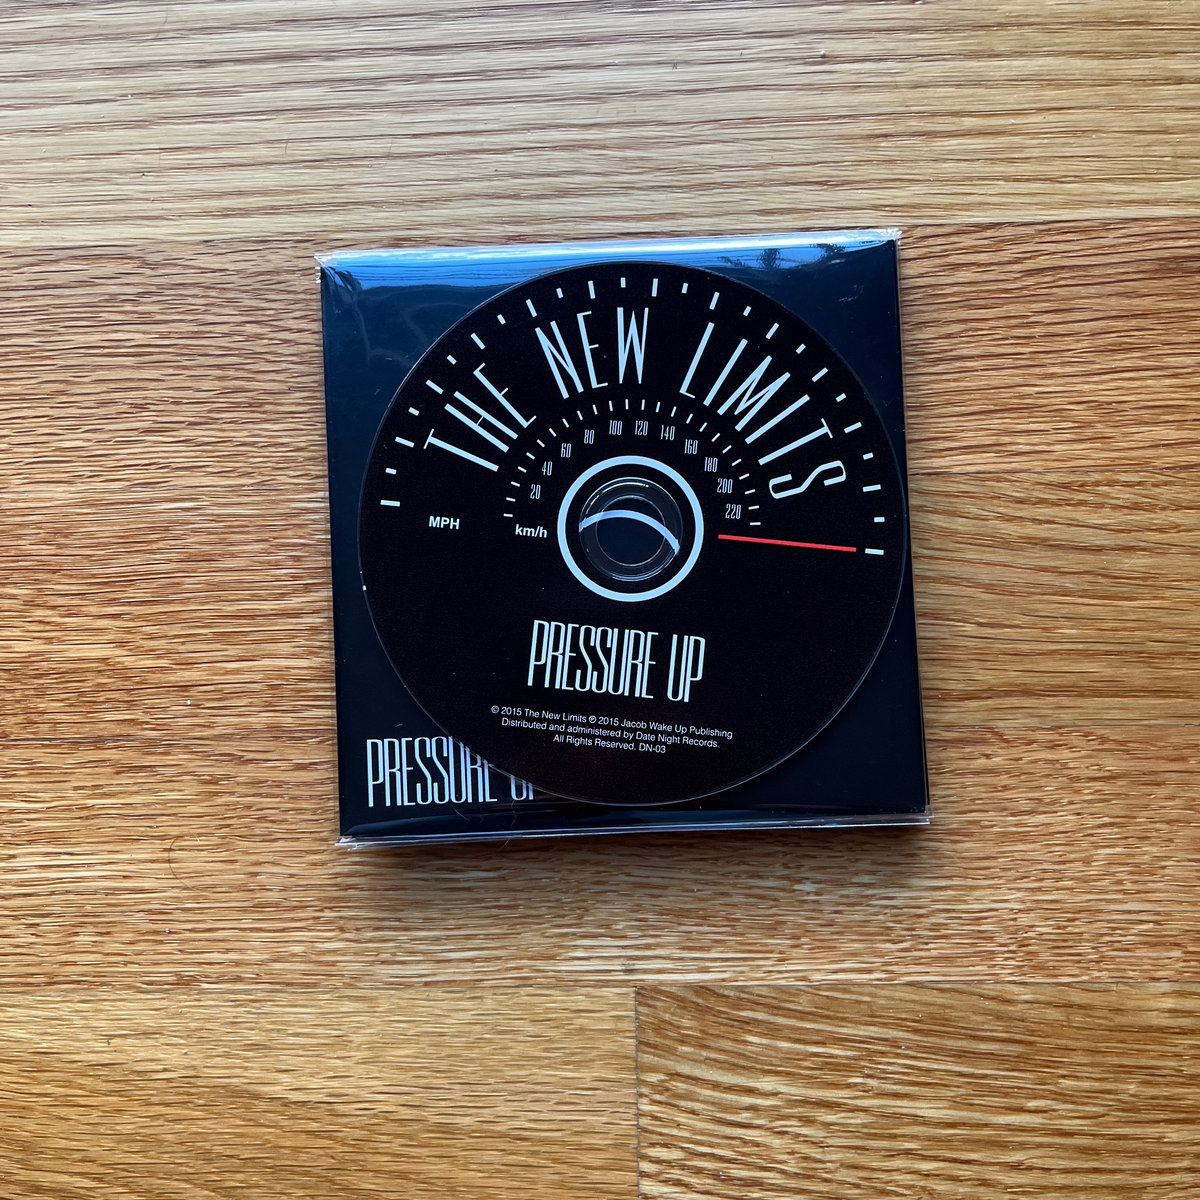 THE NEW LIMITS
20 40 60 80 100 120 140 160 180 200 220
MPH
km/h
PRESSURE UP
© 2015 The New Limits ℗ 2015 Jacob Wake Up Publishing
Distributed and administered by Date Night Records.
All Rights Reserved. DN-03
PRESSURE UP